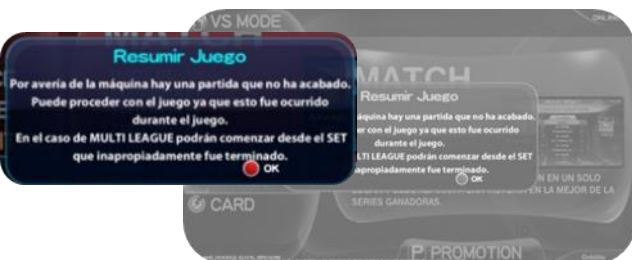 VS MODE
ONLINE
MATCH
Resumir Juego
Por avería de la máquina hay una partida que no ha acabado.
Puede proceder con el juego ya que esto fue ocurrido
durante el juego.
En el caso de MULTI LEAGUE podrán comenzar desde el SET
que inapropiadamente fue terminado.
OK
Resumir Juego
máquina hay una partida que no ha acabado.
er con el juego ya que esto fue ocurrido
durante el juego.
LTI LEAGUE podrán comenzar desde el SET
inapropiadamente fue terminado.
OK
N EN UN SOLO
EN LA MEJOR DE LA
SERIES GANADORAS.
CARD
P PROMOTION